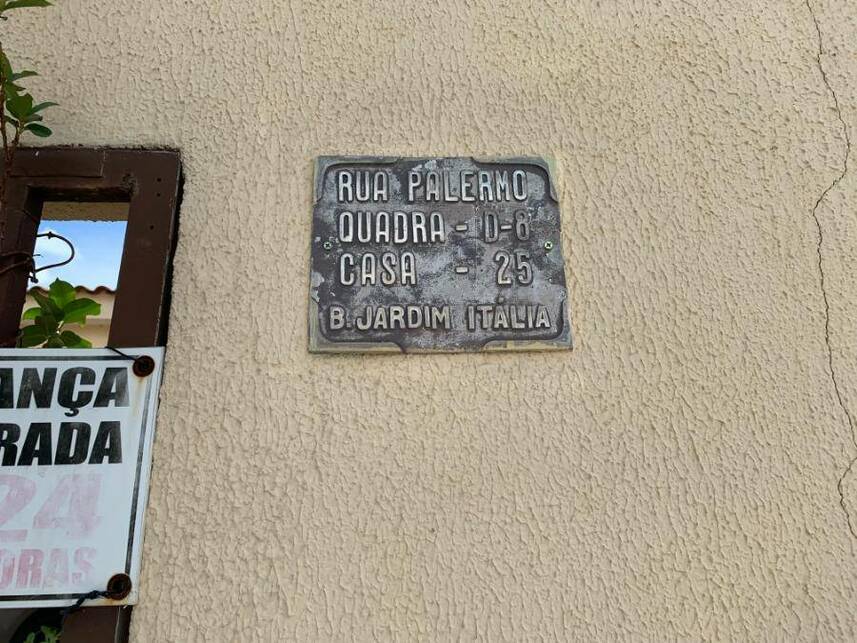 RUA PALERMO
QUADRA - D-8
CASA - 25
B. JARDIM ITÁLIA
ANÇA
RADA
24
ORAS